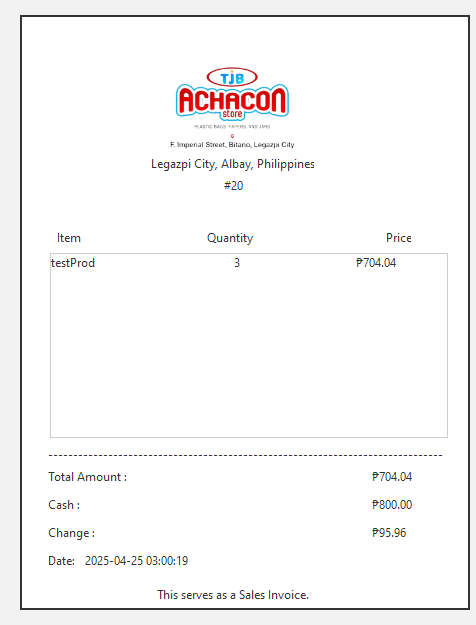 TJB
ACHACON
store
PLASTIC BAGS, PAPERS, AND JARS
F. Imperial Street, Bitano, Legazpi City
Legazpi City, Albay, Philippines
#20
Item Quantity Price
testProd 3 ₱704.04
Total Amount : ₱704.04
Cash : ₱800.00
Change : ₱95.96
Date: 2025-04-25 03:00:19
This serves as a Sales Invoice.